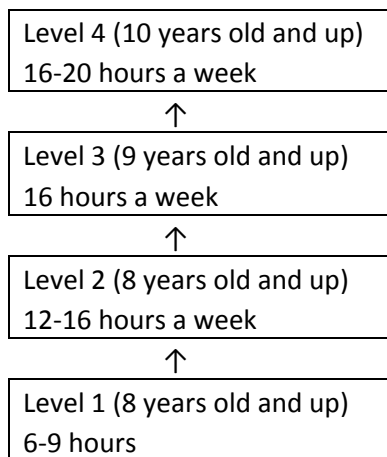 Level 4 (10 years old and up)
16-20 hours a week
↑
Level 3 (9 years old and up)
16 hours a week
↑
Level 2 (8 years old and up)
12-16 hours a week
↑
Level 1 (8 years old and up)
6-9 hours